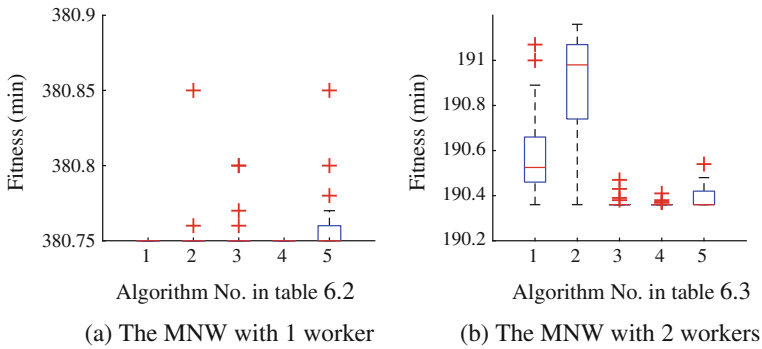 380.9
380.85
380.8
380.75
Fitness (min)
1 2 3 4 5
Algorithm No. in table 6.2
(a) The MNW with 1 worker
191
190.8
190.6
190.4
190.2
Fitness (min)
1 2 3 4 5
Algorithm No. in table 6.3
(b) The MNW with 2 workers